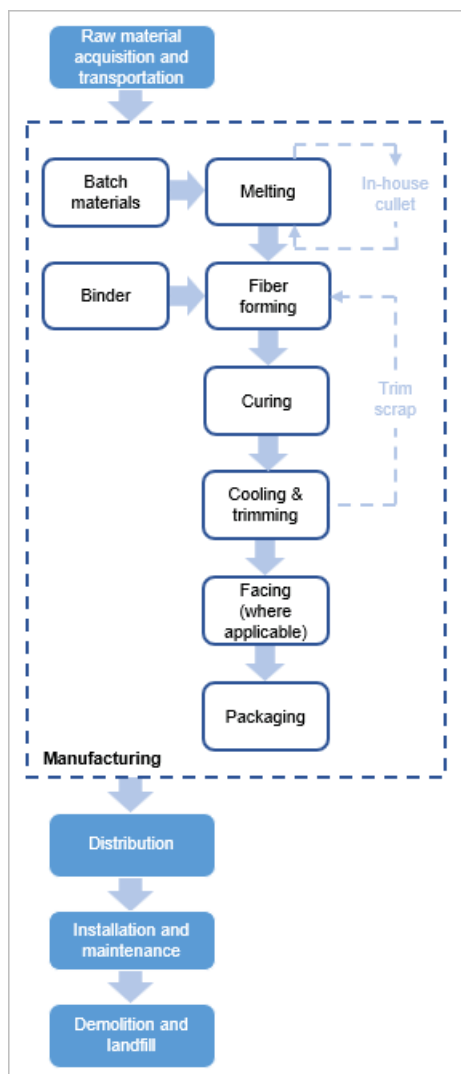 Raw material
acquisition and
transportation
Batch
materials
Melting
In-house
cullet
Binder
Fiber
forming
Curing
Trim
scrap
Cooling &
trimming
Facing
(where
applicable)
Packaging
Manufacturing
Distribution
Installation and
maintenance
Demolition and
landfill